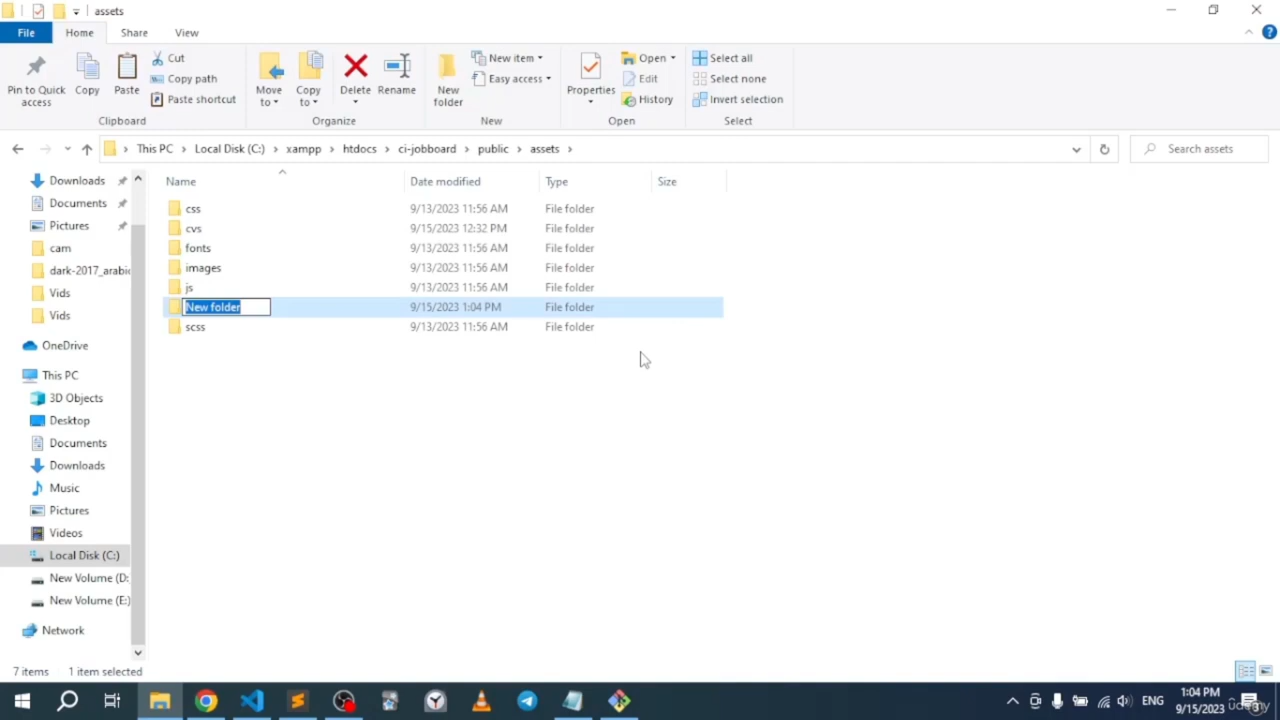 assets
File Home Share View
Pin to Quick access
Copy
Paste
Cut
Copy path
Paste shortcut
Clipboard
Move to
Copy to
Delete
Rename
Organize
New folder
New item
Easy access
New
Properties
Open
Edit
History
Open
Select all
Select none
Invert selection
Select
This PC Local Disk (C:) xampp htdocs ci-jobboard public assets
Search assets
Name Date modified Type Size
css 9/13/2023 11:56 AM File folder
cvs 9/15/2023 12:32 PM File folder
fonts 9/13/2023 11:56 AM File folder
images 9/13/2023 11:56 AM File folder
js 9/13/2023 11:56 AM File folder
New folder 9/15/2023 1:04 PM File folder
scss 9/13/2023 11:56 AM File folder
Downloads
Documents
Pictures
cam
dark-2017_arabic
Vids
Vids
OneDrive
This PC
3D Objects
Desktop
Documents
Downloads
Music
Pictures
Videos
Local Disk (C:)
New Volume (D:
New Volume (E:)
Network
7 items 1 item selected
ENG
1:04 PM
9/15/2023
udemy